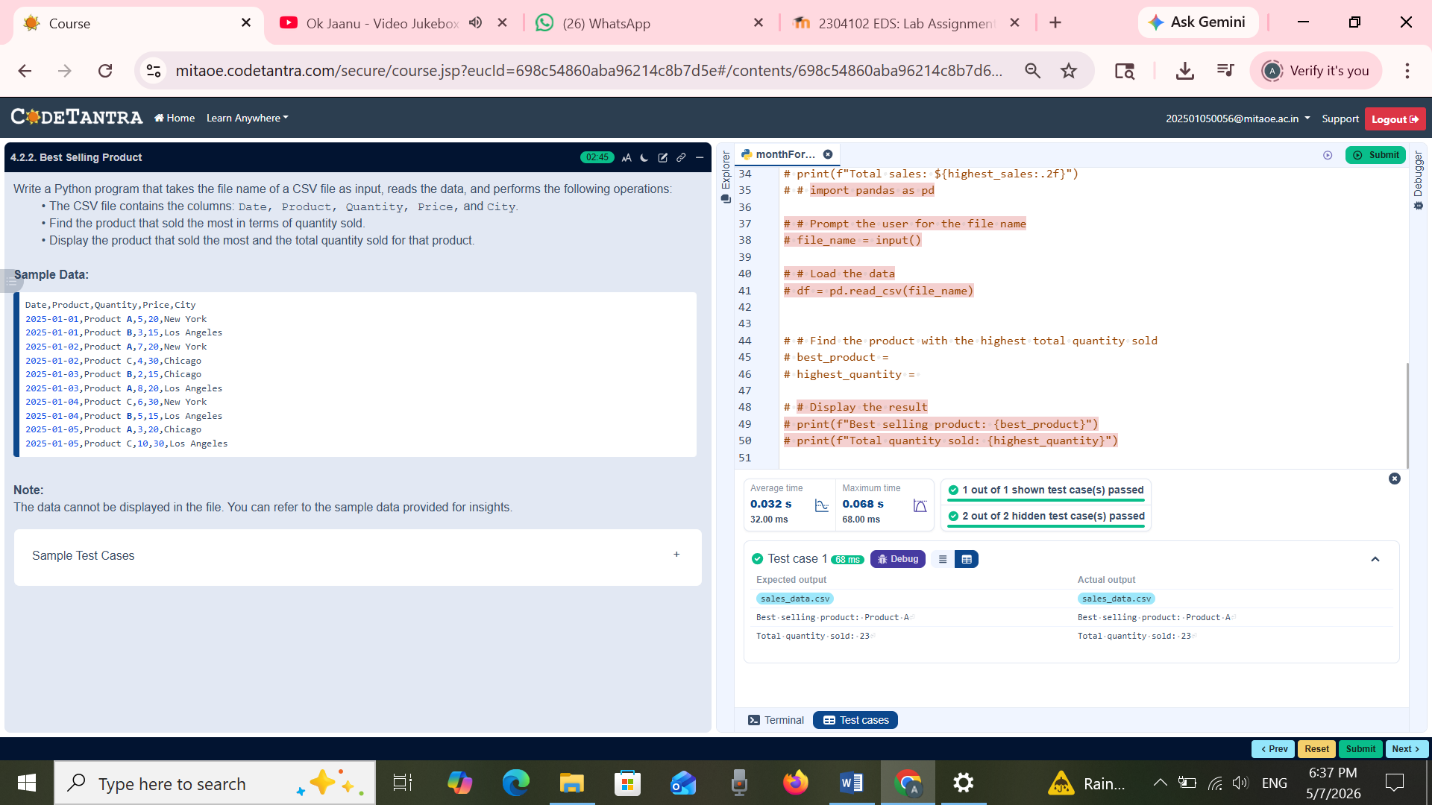 Course
Ok Jaanu - Video Jukebox
(26) WhatsApp
2304102 EDS: Lab Assignment
Ask Gemini
mitaoe.codetantra.com/secure/course.jsp?eucId=698c54860aba96214c8b7d5e#/contents/698c54860aba96214c8b7d6...
A Verify it's you
CODETANTRA Home Learn Anywhere
202501050056@mitaoe.ac.in Support Logout
4.2.2. Best Selling Product
02:45
AA
Write a Python program that takes the file name of a CSV file as input, reads the data, and performs the following operations:
• The CSV file contains the columns: Date, Product, Quantity, Price, and City.
• Find the product that sold the most in terms of quantity sold.
• Display the product that sold the most and the total quantity sold for that product.
Sample Data:
Date,Product,Quantity,Price,City
2025-01-01,Product A,5,20,New York
2025-01-01,Product B,3,15,Los Angeles
2025-01-02,Product A,7,20,New York
2025-01-02,Product C,4,30,Chicago
2025-01-03,Product B,2,15,Chicago
2025-01-03,Product A,8,20,Los Angeles
2025-01-04,Product C,6,30,New York
2025-01-04,Product B,5,15,Los Angeles
2025-01-05,Product A,3,20,Chicago
2025-01-05,Product C,10,30,Los Angeles
Note:
The data cannot be displayed in the file. You can refer to the sample data provided for insights.
Sample Test Cases
+
Explorer
monthFor...
Submit
Debugger
34 # print(f"Total sales: ${highest_sales:.2f}")
35 # # import pandas as pd
36
37 # # Prompt the user for the file name
38 # file_name = input()
39
40 # # Load the data
41 # df = pd.read_csv(file_name)
42
43
44 # # Find the product with the highest total quantity sold
45 # best_product =
46 # highest_quantity =
47
48 # # Display the result
49 # print(f"Best selling product: {best_product}")
50 # print(f"Total quantity sold: {highest_quantity}")
51
Average time
0.032 s
32.00 ms
Maximum time
0.068 s
68.00 ms
1 out of 1 shown test case(s) passed
2 out of 2 hidden test case(s) passed
Test case 1 68 ms Debug
Expected output
sales_data.csv
Best selling product: Product A
Total quantity sold: 23
Actual output
sales_data.csv
Best selling product: Product A
Total quantity sold: 23
Terminal Test cases
Prev Reset Submit Next
Type here to search
Rain...
ENG
6:37 PM
5/7/2026